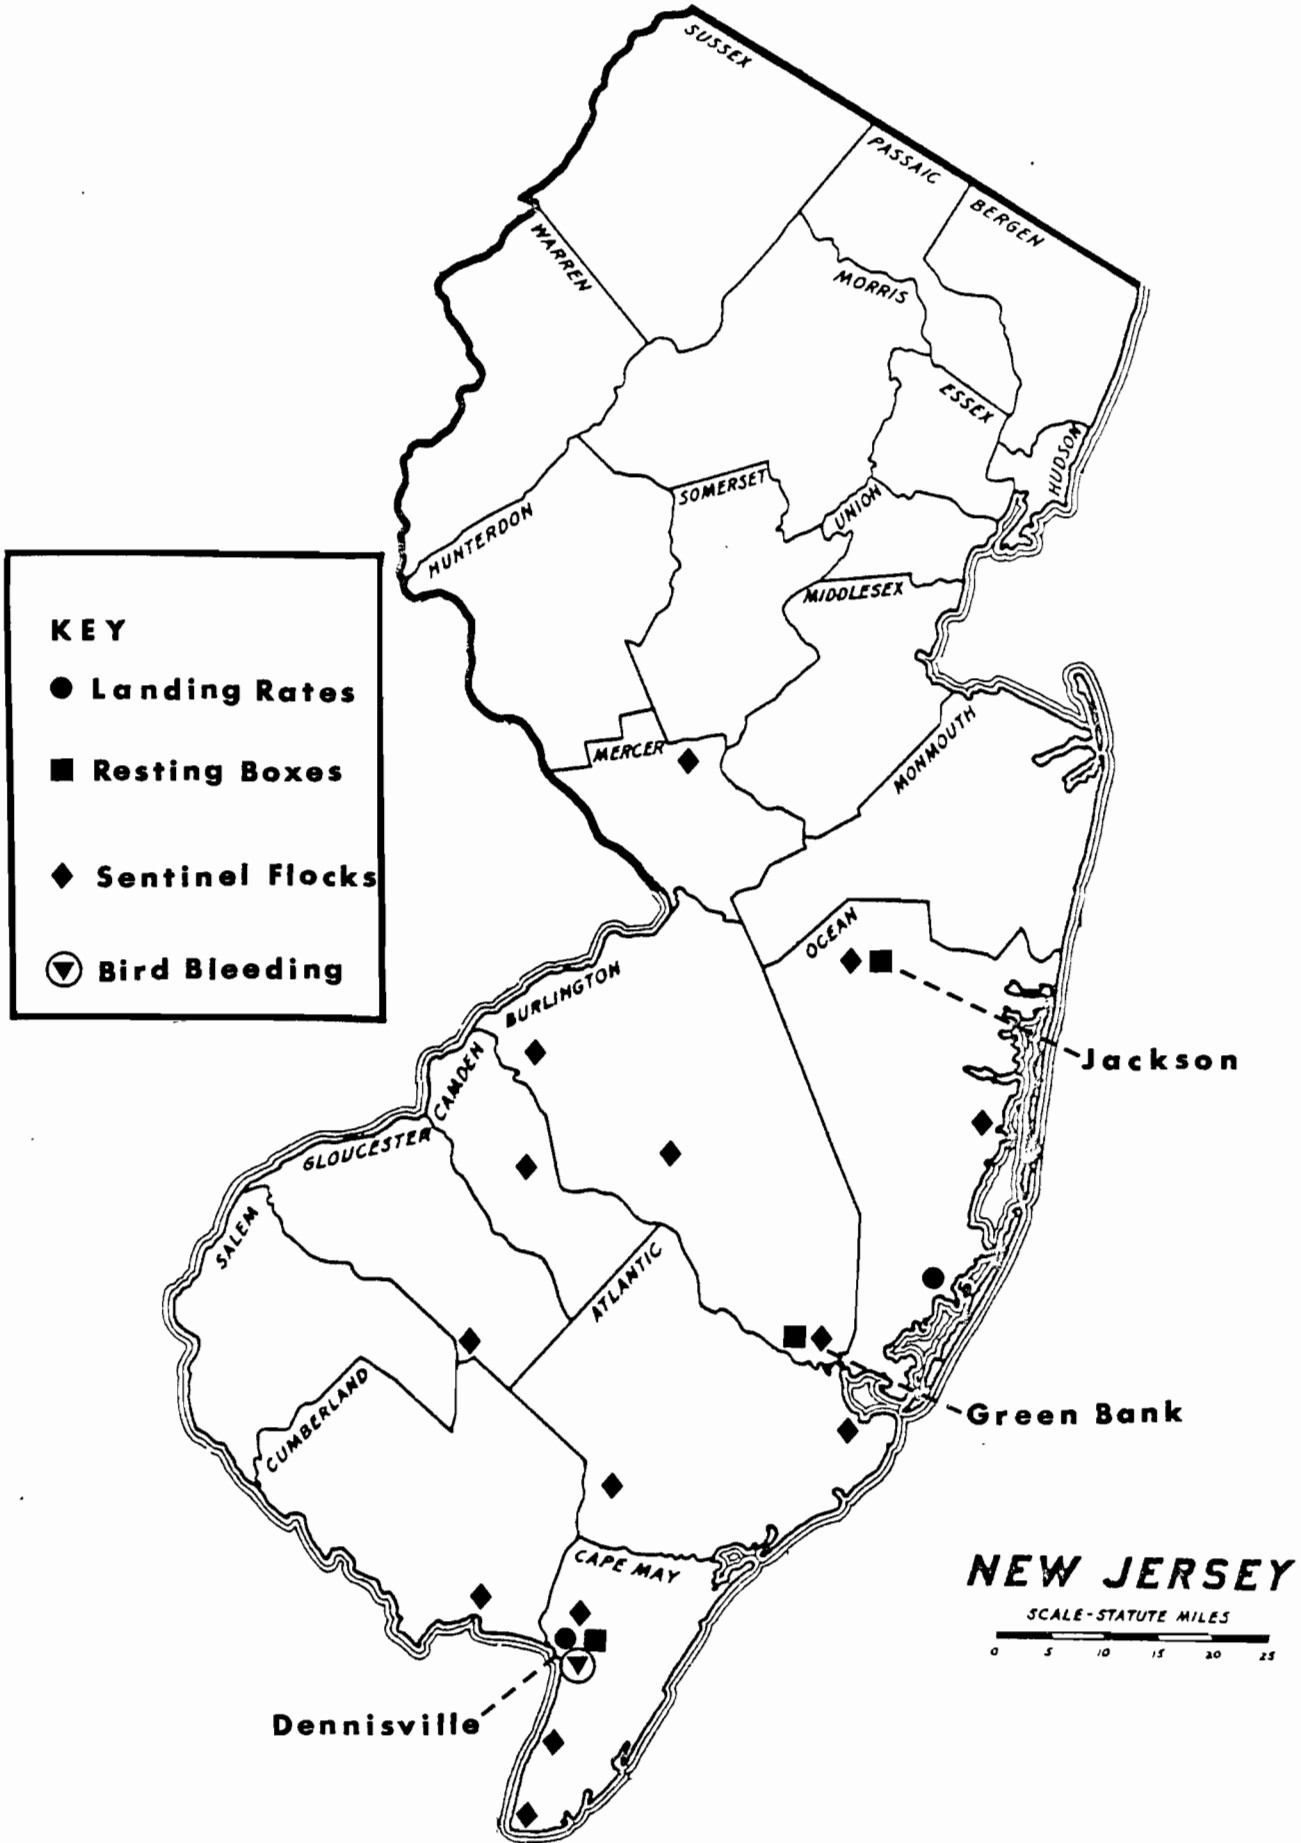 SUSSEX
PASSAIC
BERGEN
WARREN
MORRIS
ESSEX
HUDSON
SOMERSET
UNION
HUNTERDON
MIDDLESEX
KEY
Landing Rates
Resting Boxes
Sentinel Flocks
Bird Bleeding
MERCER
MONMOUTH
OCEAN
BURLINGTON
Jackson
CAMDEN
GLOUCESTER
SALEM
ATLANTIC
CUMBERLAND
Green Bank
CAPE MAY
NEW JERSEY
SCALE-STATUTE MILES
0 5 10 15 20 25
Dennisville